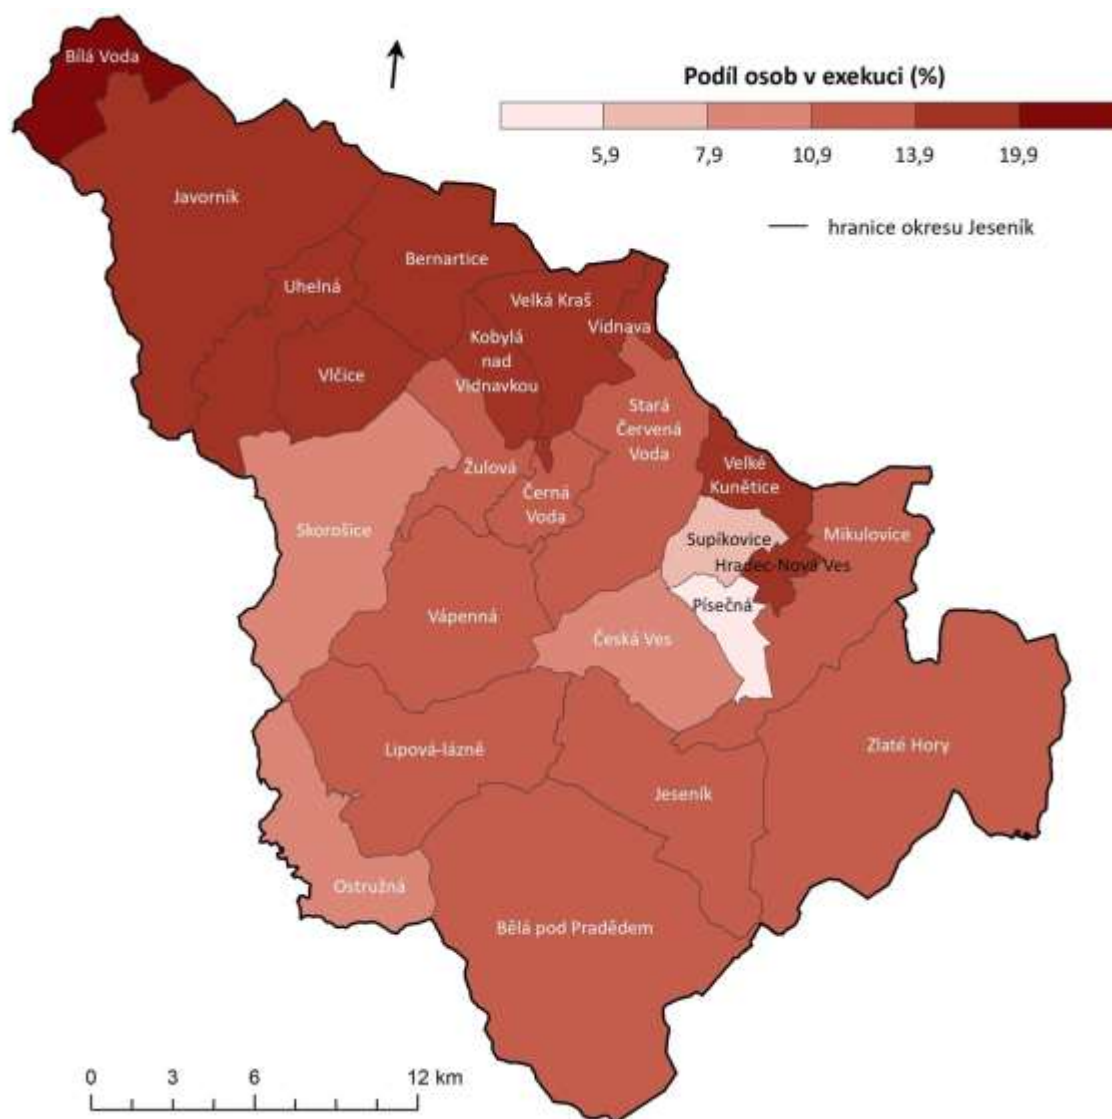 Bílá Voda
Podíl osob v exekuci (%)
5,9 7,9 10,9 13,9 19,9
hranice okresu Jeseník
Javorník
Bernartice
Uhelná
Velká Kraš
Vidnava
Kobylá
nad
Vidnavkou
Vlčice
Stará
Červená
Voda
Žulová
Velké
Kunětice
Černá
Voda
Skorošice
Supíkovice
Mikulovice
Hradec-Nová Ves
Písečná
Vápenná
Česká Ves
Lipová-lázně
Zlaté Hory
Jeseník
Ostružná
Bělá pod Pradědem
0 3 6 12 km